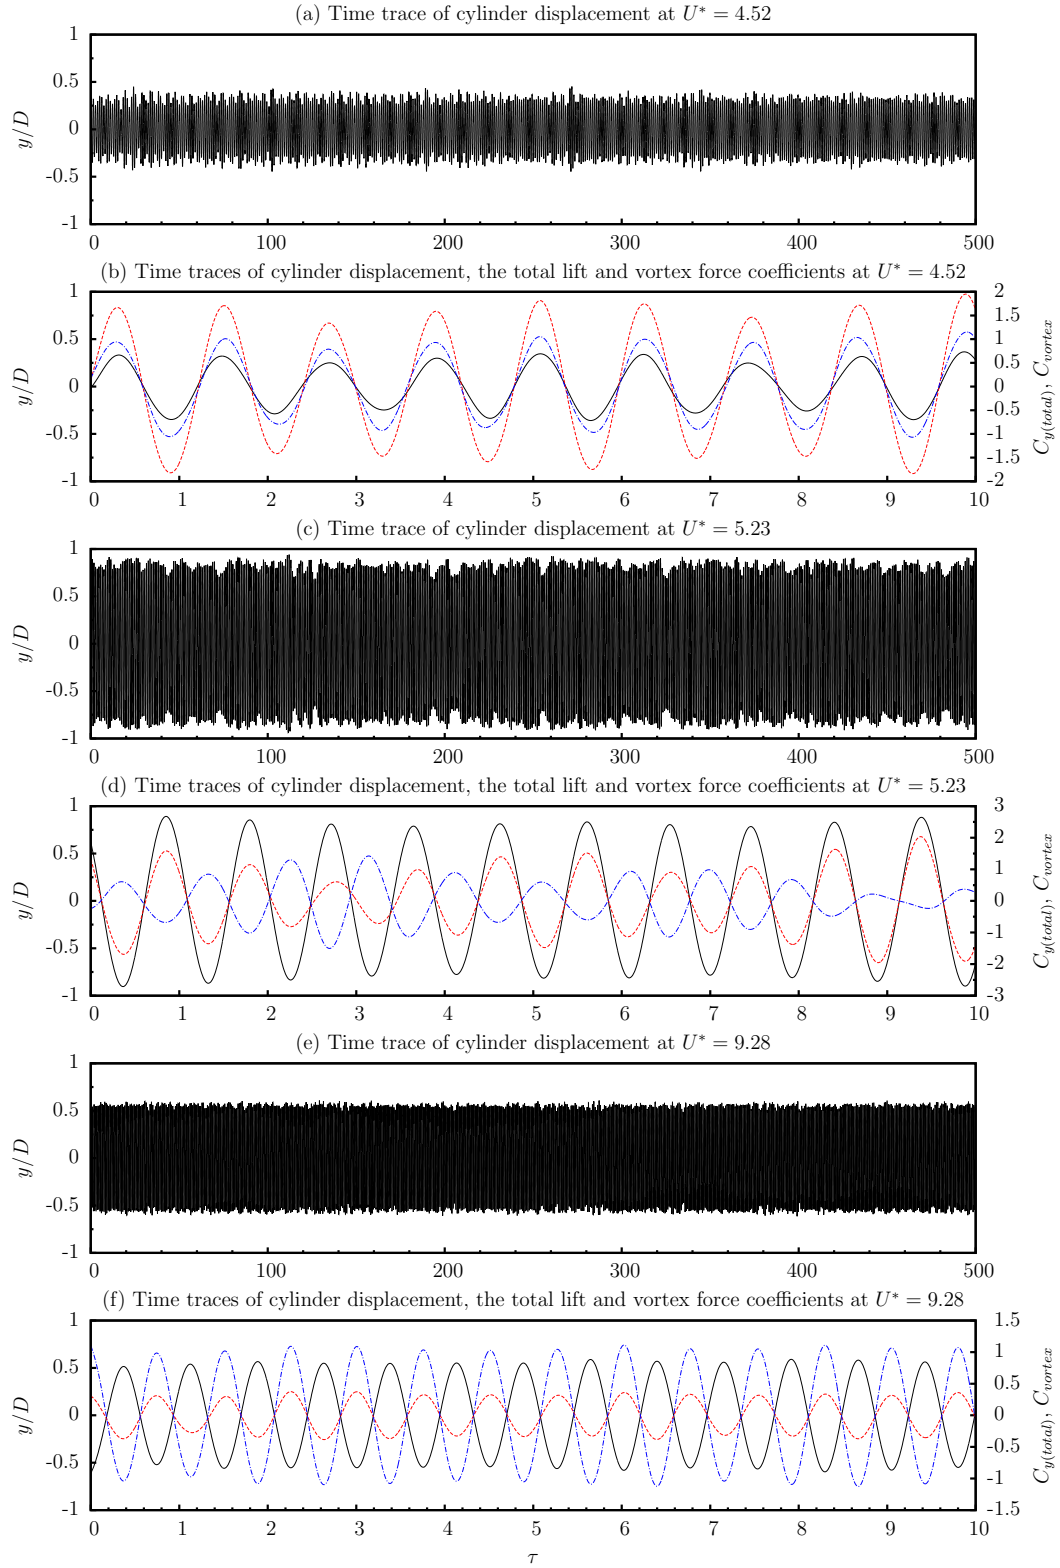 (a) Time trace of cylinder displacement at U* = 4.52
1
0.5
0
-0.5
-1
y/D
0 100 200 300 400 500
(b) Time traces of cylinder displacement, the total lift and vortex force coefficients at U* = 4.52
1
0.5
0
-0.5
-1
y/D
2
1.5
1
0.5
0
-0.5
-1
-1.5
-2
C_y(total), C_vortex
0 1 2 3 4 5 6 7 8 9 10
(c) Time trace of cylinder displacement at U* = 5.23
1
0.5
0
-0.5
-1
y/D
0 100 200 300 400 500
(d) Time traces of cylinder displacement, the total lift and vortex force coefficients at U* = 5.23
1
0.5
0
-0.5
-1
y/D
3
2
1
0
-1
-2
-3
C_y(total), C_vortex
0 1 2 3 4 5 6 7 8 9 10
(e) Time trace of cylinder displacement at U* = 9.28
1
0.5
0
-0.5
-1
y/D
0 100 200 300 400 500
(f) Time traces of cylinder displacement, the total lift and vortex force coefficients at U* = 9.28
1
0.5
0
-0.5
-1
y/D
1.5
1
0.5
0
-0.5
-1
-1.5
C_y(total), C_vortex
0 1 2 3 4 5 6 7 8 9 10
τ